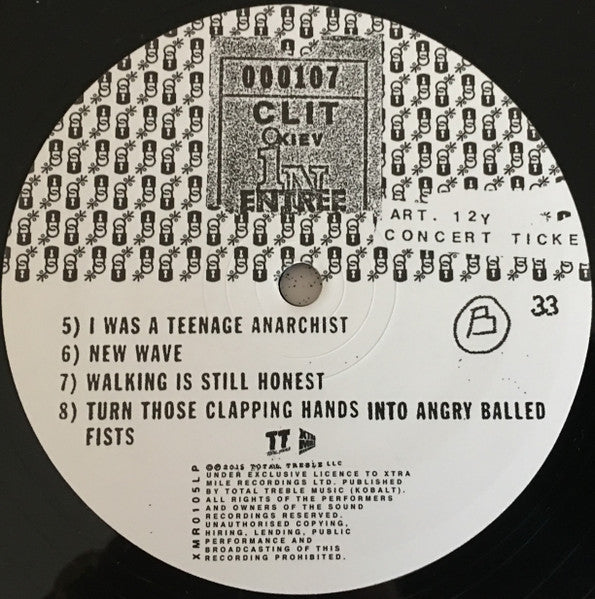 000107
CLIT
KIEV
iN
ENTREE
ART. 12Y
CONCERT TICKE
33
B
5) I WAS A TEENAGE ANARCHIST
6) NEW WAVE
7) WALKING IS STILL HONEST
8) TURN THOSE CLAPPING HANDS INTO ANGRY BALLED
FISTS
TT
XTRA MILE
XMR0105LP
℗©2015 TOTAL TREBLE LLC
UNDER EXCLUSIVE LICENCE TO XTRA
MILE RECORDINGS LTD. PUBLISHED
BY TOTAL TREBLE MUSIC (KOBALT).
ALL RIGHTS OF THE PERFORMERS
AND OWNERS OF THE SOUND
RECORDINGS RESERVED.
UNAUTHORISED COPYING,
HIRING, LENDING, PUBLIC
PERFORMANCE AND
BROADCASTING OF THIS
RECORDING PROHIBITED.